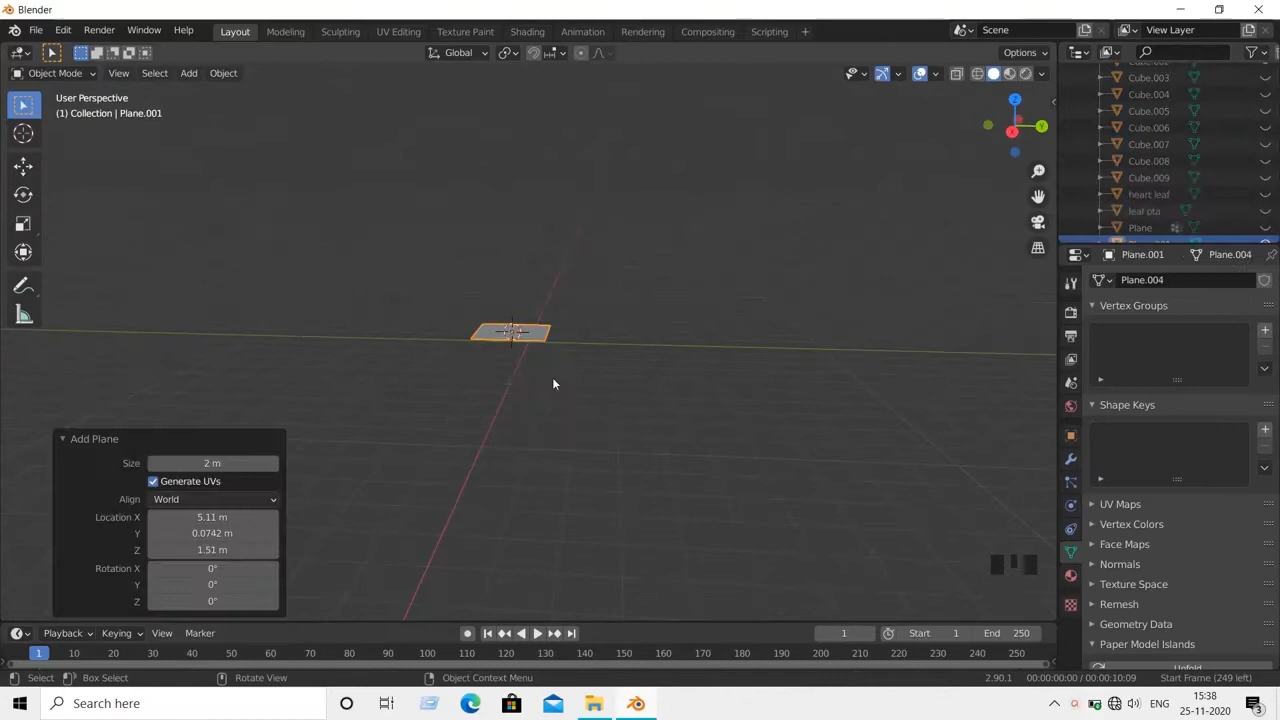 Blender
File Edit Render Window Help Layout Modeling Sculpting UV Editing Texture Paint Shading Animation Rendering Compositing Scripting + Scene View Layer
Global Options
Object Mode View Select Add Object
User Perspective
(1) Collection | Plane.001
Z
Y
X
Cube.003
Cube.004
Cube.005
Cube.006
Cube.007
Cube.008
Cube.009
heart leaf
leaf pta
Plane
Plane.001 Plane.004
Plane.004
Vertex Groups
Shape Keys
UV Maps
Vertex Colors
Face Maps
Normals
Texture Space
Remesh
Geometry Data
Paper Model Islands
Unfold
Add Plane
Size 2 m
Generate UVs
Align World
Location X 5.11 m
Y 0.0742 m
Z 1.51 m
Rotation X 0°
Y 0°
Z 0°
Playback Keying View Marker 1 Start 1 End 250
1 10 20 30 40 50 60 70 80 90 100 110 120 130 140 150 160 170 180 190 200 210 220 230 240 250
Select Box Select Rotate View Object Context Menu 2.90.1 00:00:00:00 / 00:00:10:09 Start Frame (249 left)
Search here ENG 15:38
25-11-2020 3